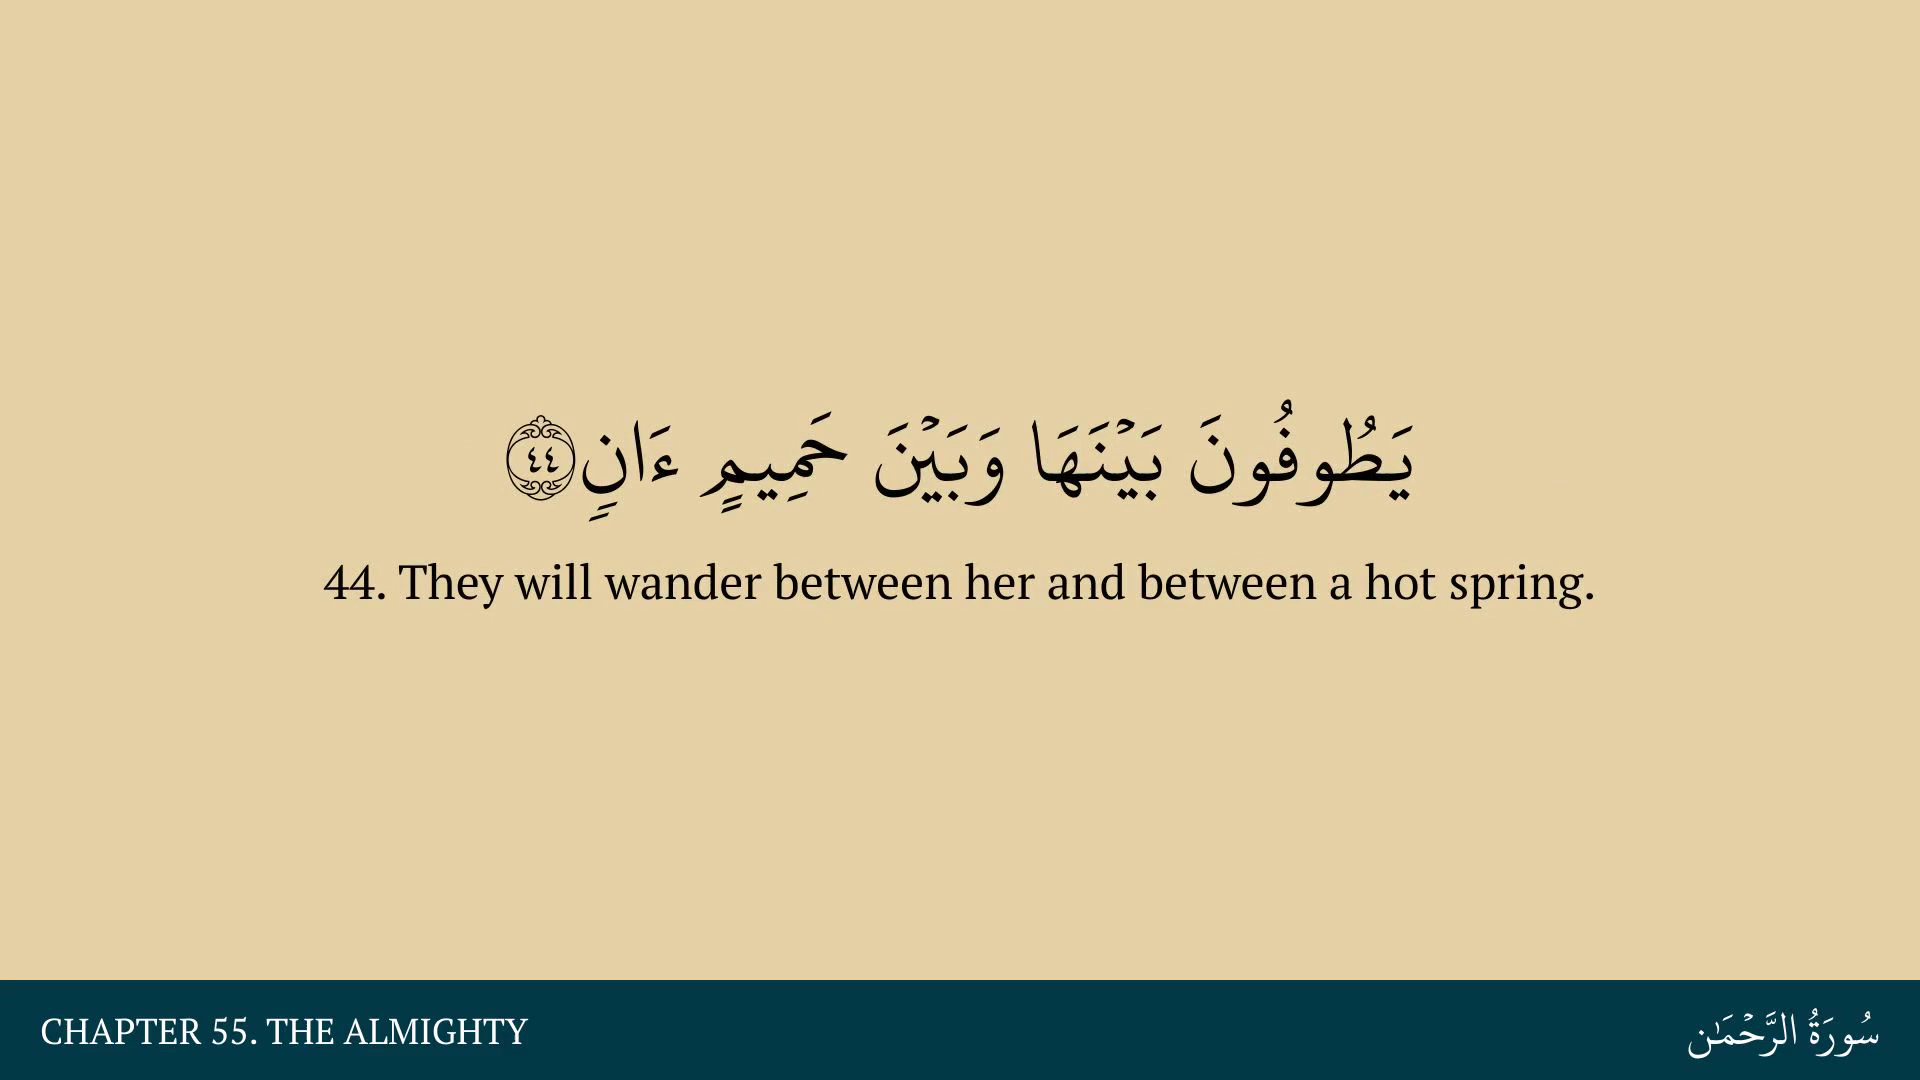 يَطُوفُونَ بَيۡنَهَا وَبَيۡنَ حَمِيمٍ ءَانٖ ٤٤
44. They will wander between her and between a hot spring.
CHAPTER 55. THE ALMIGHTY
سُورَةُ الرَّحۡمَٰن